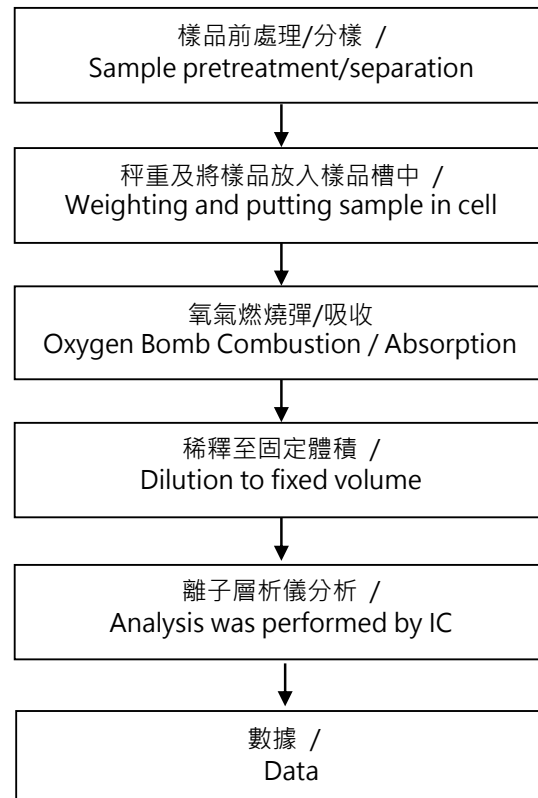 樣品前處理/分樣 /
Sample pretreatment/separation
秤重及將樣品放入樣品槽中 /
Weighting and putting sample in cell
氧氣燃燒彈/吸收
Oxygen Bomb Combustion / Absorption
稀釋至固定體積 /
Dilution to fixed volume
離子層析儀分析 /
Analysis was performed by IC
數據 /
Data